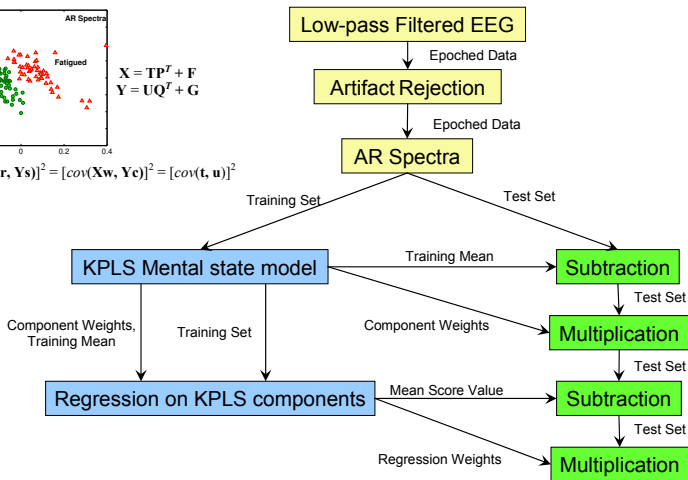 AR Spectra
Fatigued
0
0.2
0.4
X = TPᵀ + F
Y = UQᵀ + G
r, Ys)]² = [cov(Xw, Yc)]² = [cov(t, u)]²
Low-pass Filtered EEG
Epoched Data
Artifact Rejection
Epoched Data
AR Spectra
Training Set
Test Set
KPLS Mental state model
Training Mean
Subtraction
Test Set
Component Weights,
Training Mean
Training Set
Component Weights
Multiplication
Test Set
Regression on KPLS components
Mean Score Value
Subtraction
Test Set
Regression Weights
Multiplication